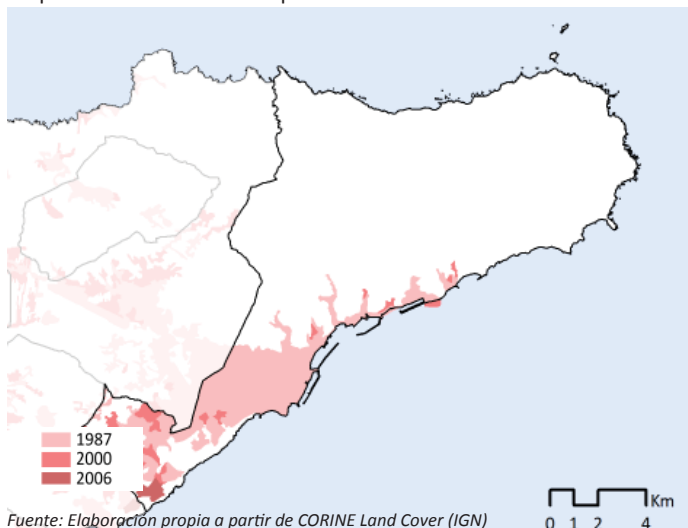 1987
2000
2006
Km
0 1 2 4
Fuente: Elaboración propia a partir de CORINE Land Cover (IGN)